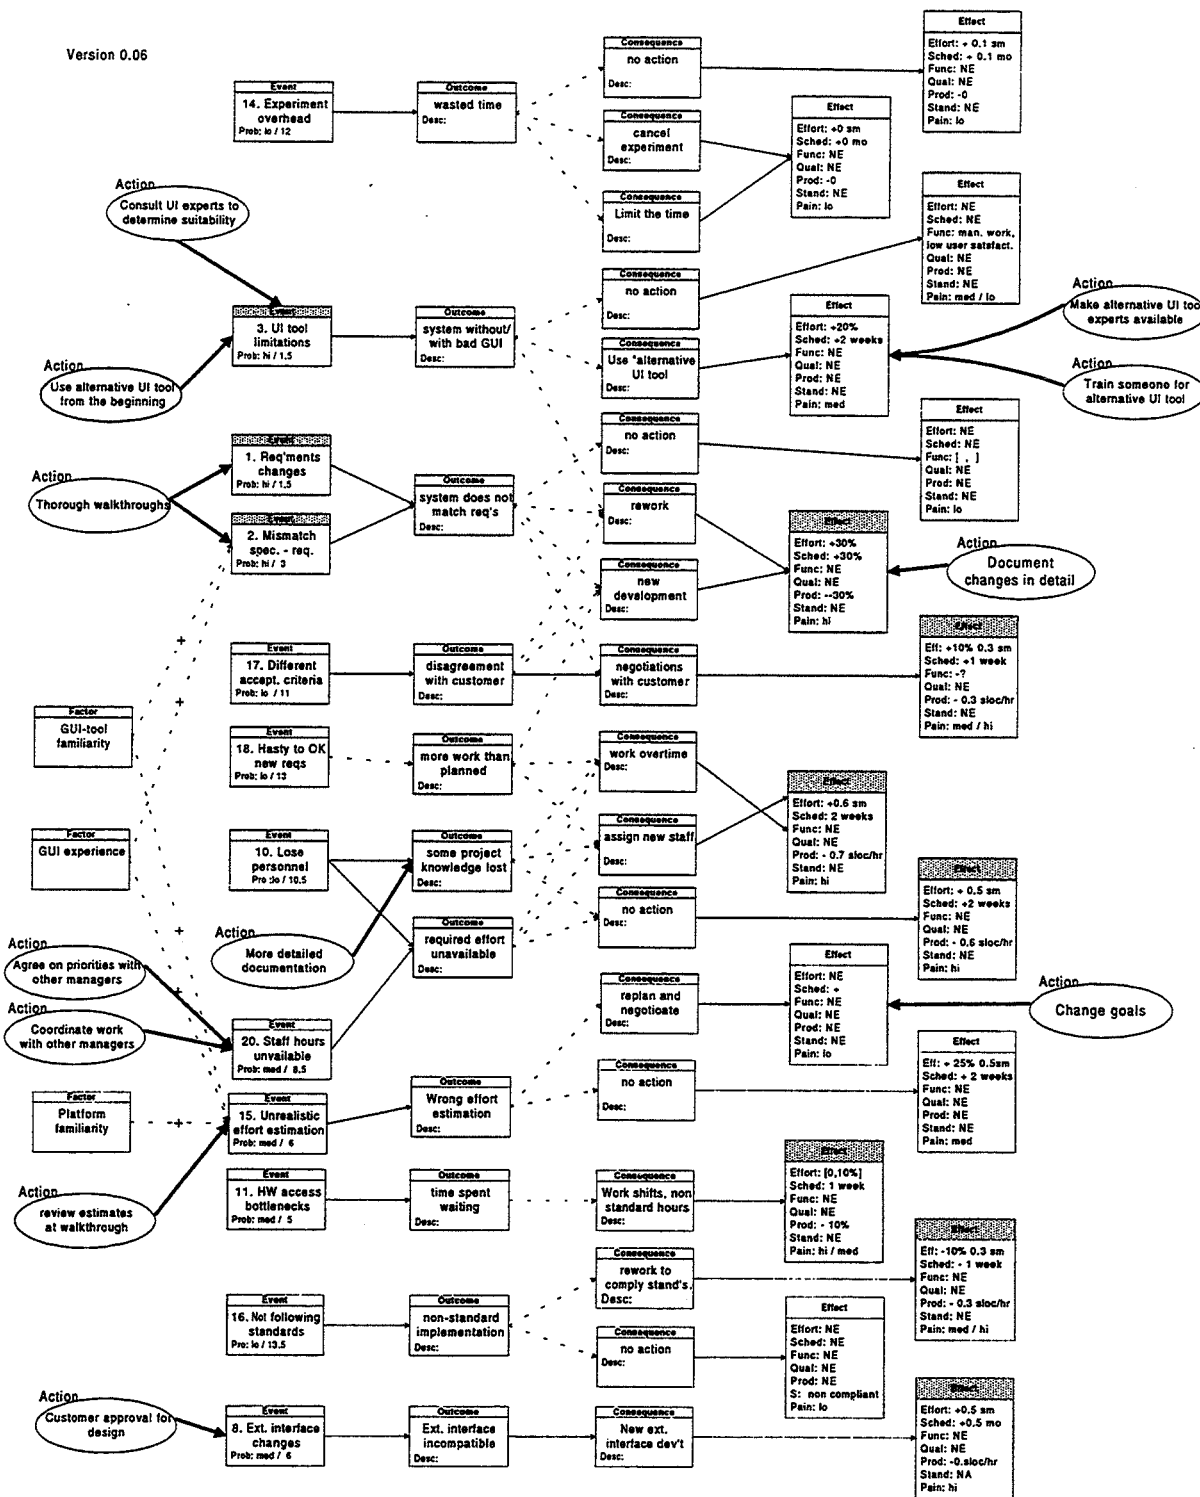 Version 0.06
Event
14. Experiment
overhead
Prob: lo / 12
Outcome
wasted time
Desc:
Consequence
no action
Desc:
Effect
Effort: + 0.1 sm
Sched: + 0.1 mo
Func: NE
Qual: NE
Prod: -0
Stand: NE
Pain: lo
Consequence
cancel
experiment
Desc:
Effect
Effort: +0 sm
Sched: +0 mo
Func: NE
Qual: NE
Prod: -0
Stand: NE
Pain: lo
Consequence
Limit the time
Desc:
Action
Consult UI experts to
determine suitability
Action
Use alternative UI tool
from the beginning
Event
3. UI tool
limitations
Prob: hi / 1.5
Outcome
system without/
with bad GUI
Desc:
Consequence
no action
Desc:
Effect
Effort: NE
Sched: NE
Func: man. work,
low user satsfact.
Qual: NE
Prod: NE
Stand: NE
Pain: med / lo
Consequence
Use "alternative
UI tool
Desc:
Effect
Effort: +20%
Sched: +2 weeks
Func: NE
Qual: NE
Prod: NE
Stand: NE
Pain: med
Action
Make alternative UI tool
experts available
Action
Train someone for
alternative UI tool
Action
Thorough walkthroughs
Event
1. Req'ments
changes
Prob: hi / 1.5
Event
2. Mismatch
spec. - req.
Prob: hi / 3
Outcome
system does not
match req's
Desc:
Consequence
no action
Desc:
Effect
Effort: NE
Sched: NE
Func: [ , ]
Qual: NE
Prod: NE
Stand: NE
Pain: lo
Consequence
rework
Desc:
Consequence
new
development
Desc:
Effect
Effort: +30%
Sched: +30%
Func: NE
Qual: NE
Prod: --30%
Stand: NE
Pain: hi
Action
Document
changes in detail
Event
17. Different
accept. criteria
Prob: lo / 11
Outcome
disagreement
with customer
Desc:
Consequence
negotiations
with customer
Desc:
Effect
Eff: +10% 0.3 sm
Sched: +1 week
Func: -?
Qual: NE
Prod: - 0.3 sloc/hr
Stand: NE
Pain: med / hi
Factor
GUI-tool
familiarity
+
+
Event
18. Hasty to OK
new reqs
Prob: lo / 13
Outcome
more work than
planned
Desc:
Consequence
work overtime
Desc:
Effect
Effort: +0.6 sm
Sched: 2 weeks
Func: NE
Qual: NE
Prod: - 0.7 sloc/hr
Stand: NE
Pain: hi
Factor
GUI experience
Event
10. Lose
personnel
Pro :lo / 10.5
Outcome
some project
knowledge lost
Desc:
Consequence
assign new staff
Desc:
Consequence
no action
Desc:
Effect
Effort: + 0.5 sm
Sched: +2 weeks
Func: NE
Qual: NE
Prod: - 0.6 sloc/hr
Stand: NE
Pain: hi
Action
More detailed
documentation
Outcome
required effort
unavailable
Desc:
Action
Agree on priorities with
other managers
Action
Coordinate work
with other managers
+
+
Event
20. Staff hours
unvailable
Prob: med / 8.5
Consequence
replan and
negotioate
Desc:
Effect
Effort: NE
Sched: +
Func: NE
Qual: NE
Prod: NE
Stand: NE
Pain: lo
Action
Change goals
Factor
Platform
familiarity
+
Event
15. Unrealistic
effort estimation
Prob: med / 6
Outcome
Wrong effort
estimation
Desc:
Consequence
no action
Desc:
Effect
Eff: + 25% 0.5sm
Sched: + 2 weeks
Func: NE
Qual: NE
Prod: NE
Stand: NE
Pain: med
Action
review estimates
at walkthrough
Event
11. HW access
bottlenecks
Prob: med / 5
Outcome
time spent
waiting
Desc:
Consequence
Work shifts, non
standard hours
Desc:
Effect
Effort: [0,10%]
Sched: 1 week
Func: NE
Qual: NE
Prod: - 10%
Stand: NE
Pain: hi / med
Event
16. Not following
standards
Pro: lo / 13.5
Outcome
non-standard
implementation
Desc:
Consequence
rework to
comply stand's.
Desc:
Effect
Eff: -10% 0.3 sm
Sched: - 1 week
Func: NE
Qual: NE
Prod: - 0.3 sloc/hr
Stand: NE
Pain: med / hi
Consequence
no action
Desc:
Effect
Effort: NE
Sched: NE
Func: NE
Qual: NE
Prod: NE
S: non compliant
Pain: lo
Action
Customer approval for
design
Event
8. Ext. interface
changes
Prob: med / 6
Outcome
Ext. interface
incompatible
Desc:
Consequence
New ext.
interface dev't
Desc:
Effect
Effort: +0.5 sm
Sched: +0.5 mo
Func: NE
Qual: NE
Prod: -0.sloc/hr
Stand: NA
Pain: hi